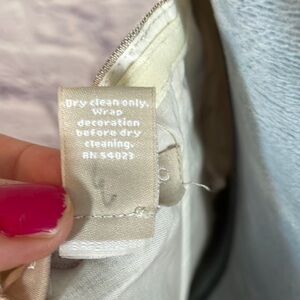 Dry clean only.
Wrap
decoration
before dry
cleaning.
RN 54023